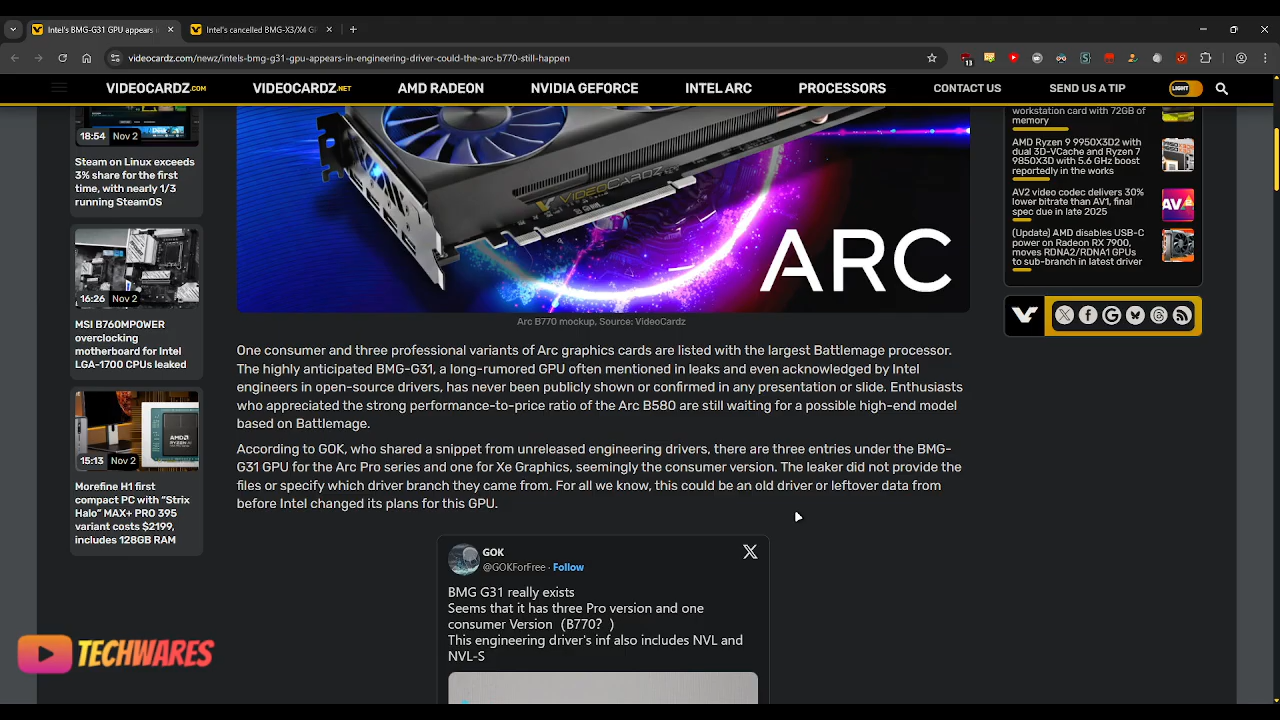 Intel's BMG-G31 GPU appears i
Intel's cancelled BMG-X3/X4 G
videocardz.com/newz/intels-bmg-g31-gpu-appears-in-engineering-driver-could-the-arc-b770-still-happen
13
VIDEOCARDZ.COM
VIDEOCARDZ.NET
AMD RADEON
NVIDIA GEFORCE
INTEL ARC
PROCESSORS
CONTACT US
SEND US A TIP
LIGHT
18:54 Nov 2
Steam on Linux exceeds
3% share for the first
time, with nearly 1/3
running SteamOS
16:26 Nov 2
MSI B760MPOWER
overclocking
motherboard for Intel
LGA-1700 CPUs leaked
AMD
RYZEN AI
15:13 Nov 2
Morefine H1 first
compact PC with “Strix
Halo” MAX+ PRO 395
variant costs $2199,
includes 128GB RAM
VIDEOCARDZ
ARC
Arc B770 mockup, Source: VideoCardz
One consumer and three professional variants of Arc graphics cards are listed with the largest Battlemage processor.
The highly anticipated BMG-G31, a long-rumored GPU often mentioned in leaks and even acknowledged by Intel
engineers in open-source drivers, has never been publicly shown or confirmed in any presentation or slide. Enthusiasts
who appreciated the strong performance-to-price ratio of the Arc B580 are still waiting for a possible high-end model
based on Battlemage.
According to GOK, who shared a snippet from unreleased engineering drivers, there are three entries under the BMG-
G31 GPU for the Arc Pro series and one for Xe Graphics, seemingly the consumer version. The leaker did not provide the
files or specify which driver branch they came from. For all we know, this could be an old driver or leftover data from
before Intel changed its plans for this GPU.
GOK
@GOKForFree · Follow
BMG G31 really exists
Seems that it has three Pro version and one
consumer Version（B770? ）
This engineering driver's inf also includes NVL and
NVL-S
workstation card with 72GB of
memory
AMD Ryzen 9 9950X3D2 with
dual 3D-VCache and Ryzen 7
9850X3D with 5.6 GHz boost
reportedly in the works
AV2 video codec delivers 30%
lower bitrate than AV1, final
spec due in late 2025
AV
(Update) AMD disables USB-C
power on Radeon RX 7900,
moves RDNA2/RDNA1 GPUs
to sub-branch in latest driver
TECHWARES